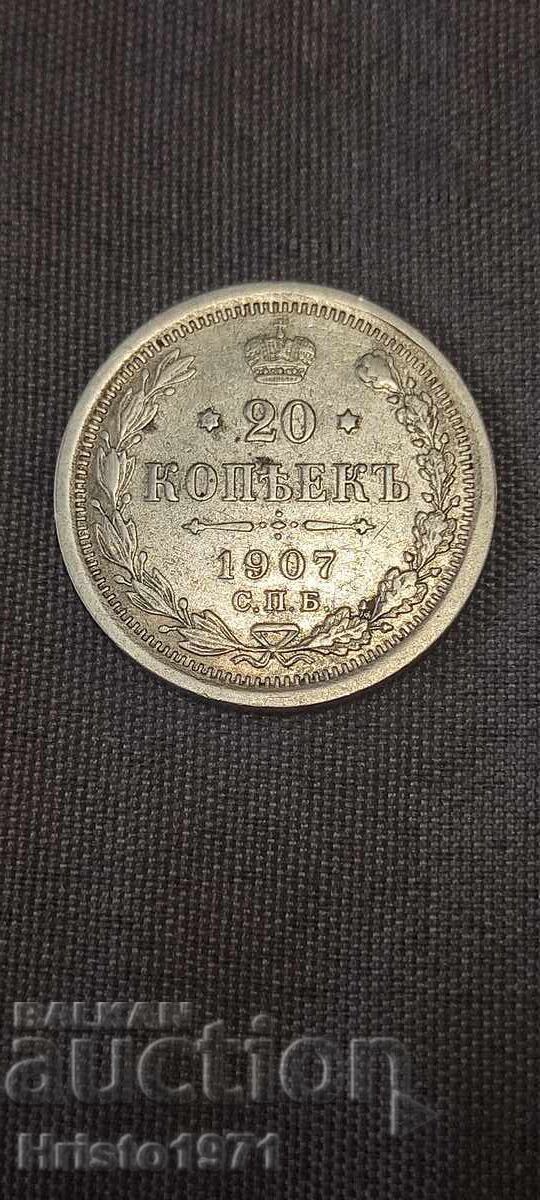 20
КОПѢЕКЪ
1907
С.П.Б.
BALKAN
auction
Hristo1971